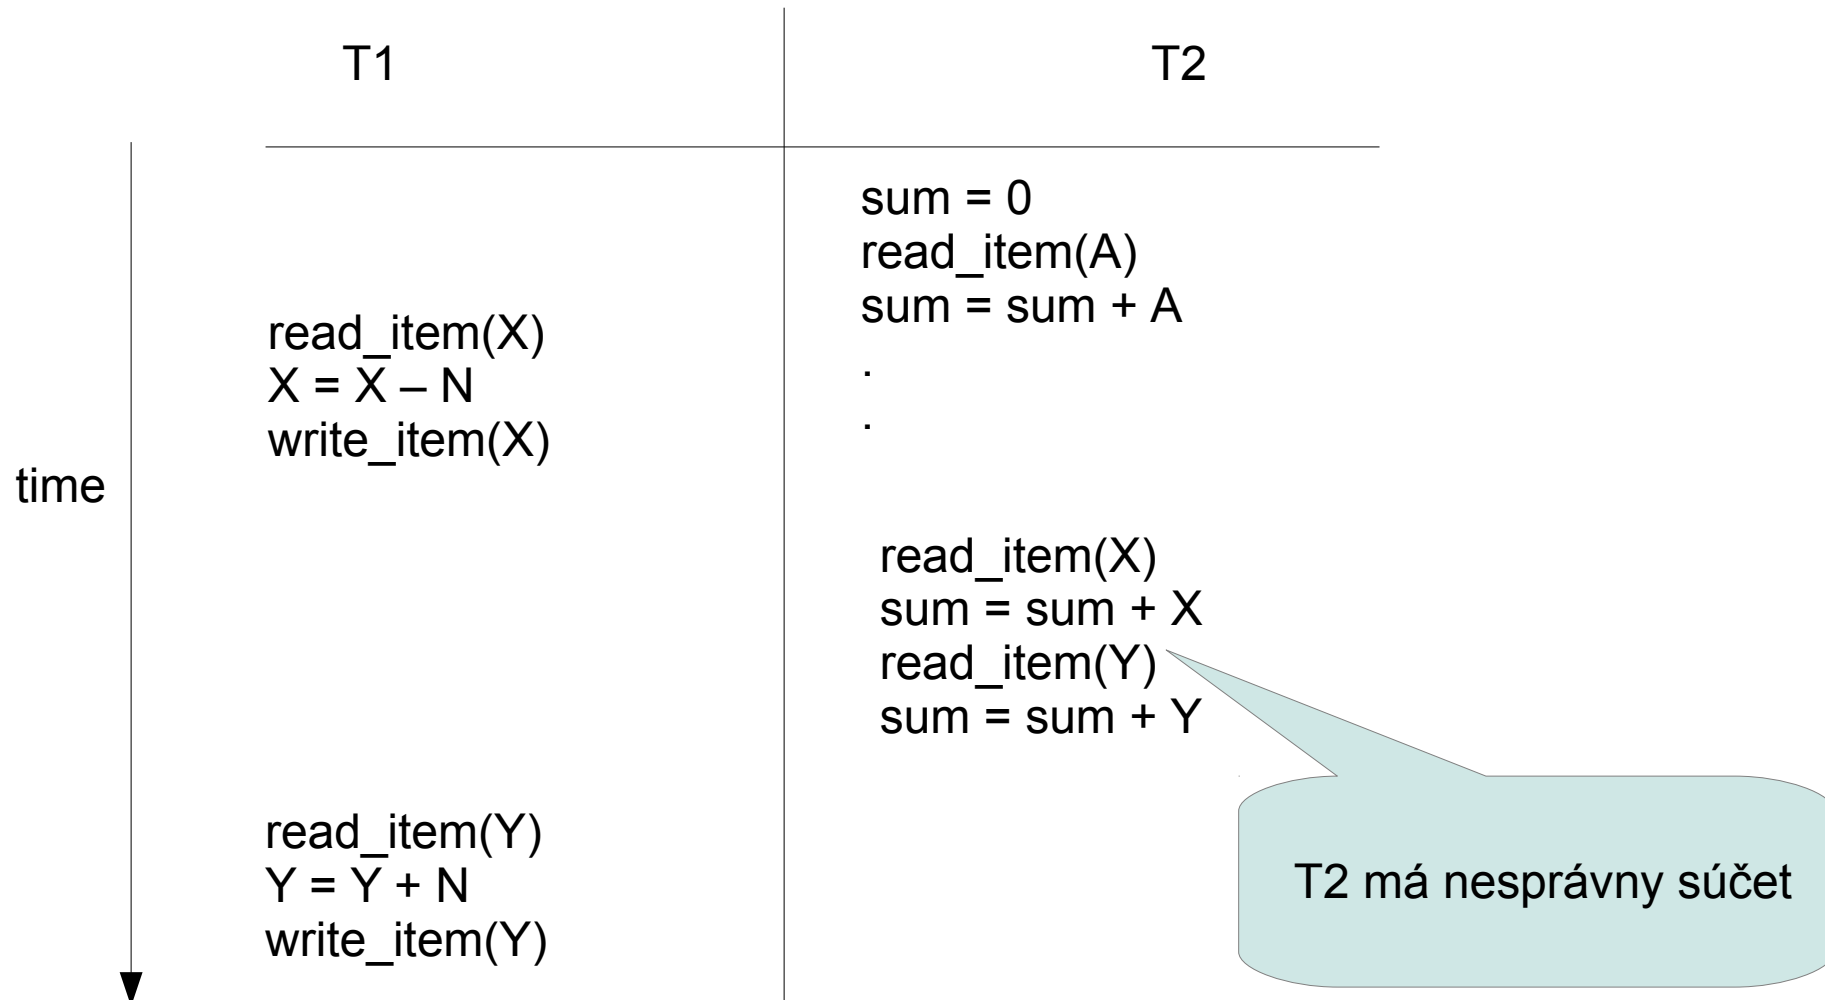 T1
T2
sum = 0
read_item(A)
sum = sum + A
.
.
read_item(X)
X = X – N
write_item(X)
time
read_item(X)
sum = sum + X
read_item(Y)
sum = sum + Y
read_item(Y)
Y = Y + N
write_item(Y)
T2 má nesprávny súčet